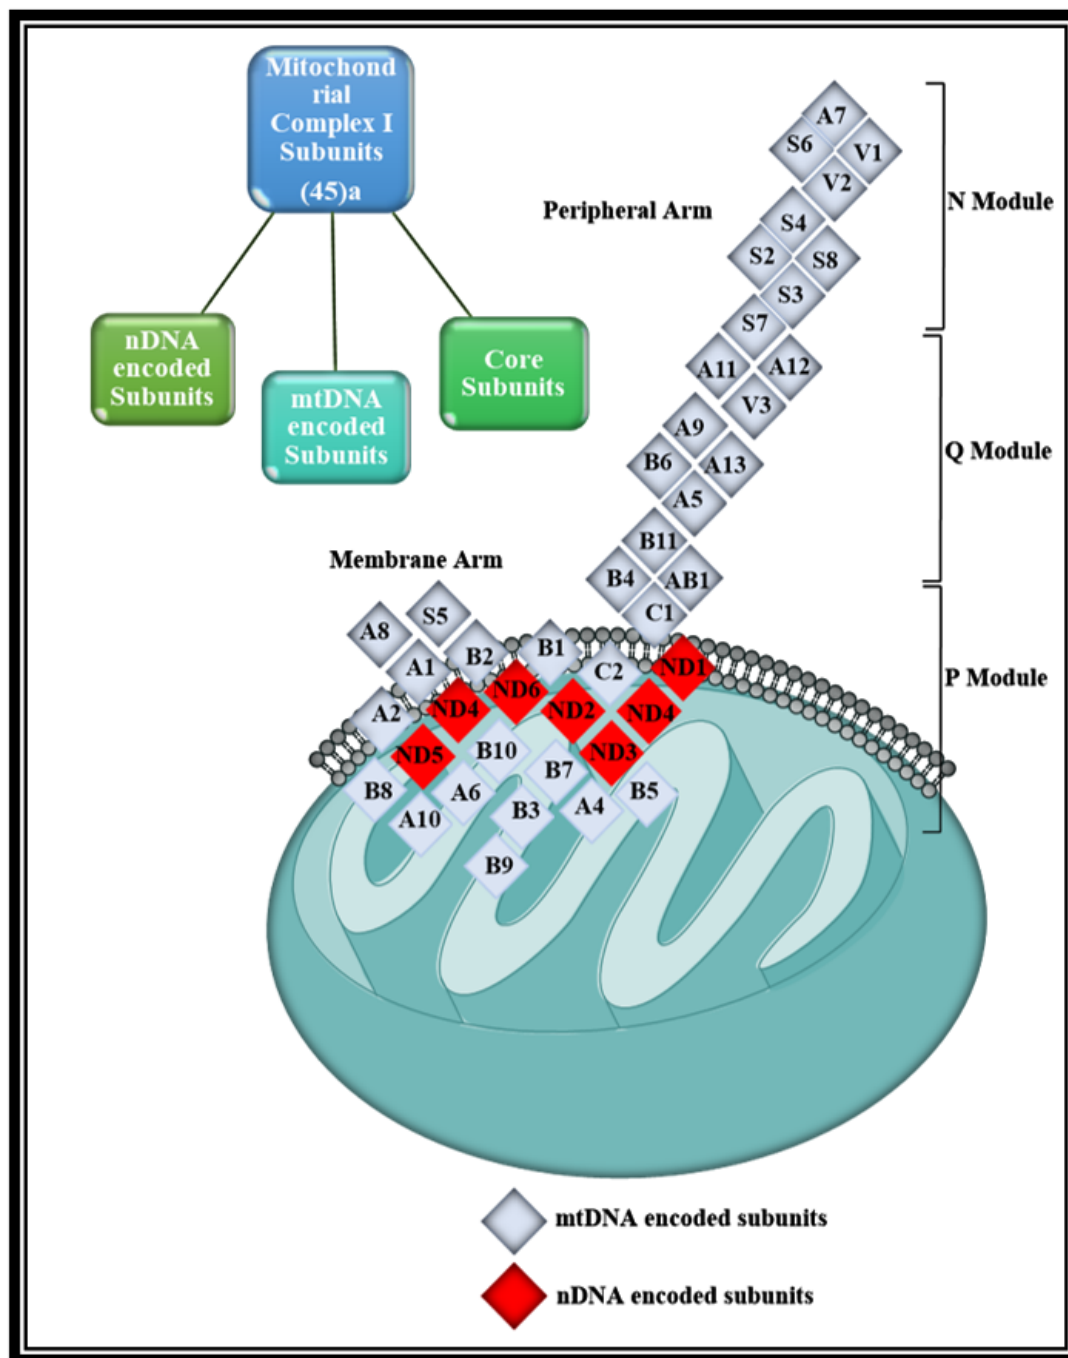 Mitochond
rial
Complex I
Subunits
(45)a
nDNA
encoded
Subunits
mtDNA
encoded
Subunits
Core
Subunits
Peripheral Arm
A7
S6
V1
V2
S4
S2
S8
S3
S7
A11
A12
V3
A9
B6
A13
A5
B11
B4
AB1
C1
N Module
Q Module
P Module
Membrane Arm
A8
S5
A1
B2
B1
C2
ND1
A2
ND4
ND6
ND2
ND4
ND5
B10
ND3
B8
A6
B7
B5
A10
B3
A4
B9
mtDNA encoded subunits
nDNA encoded subunits